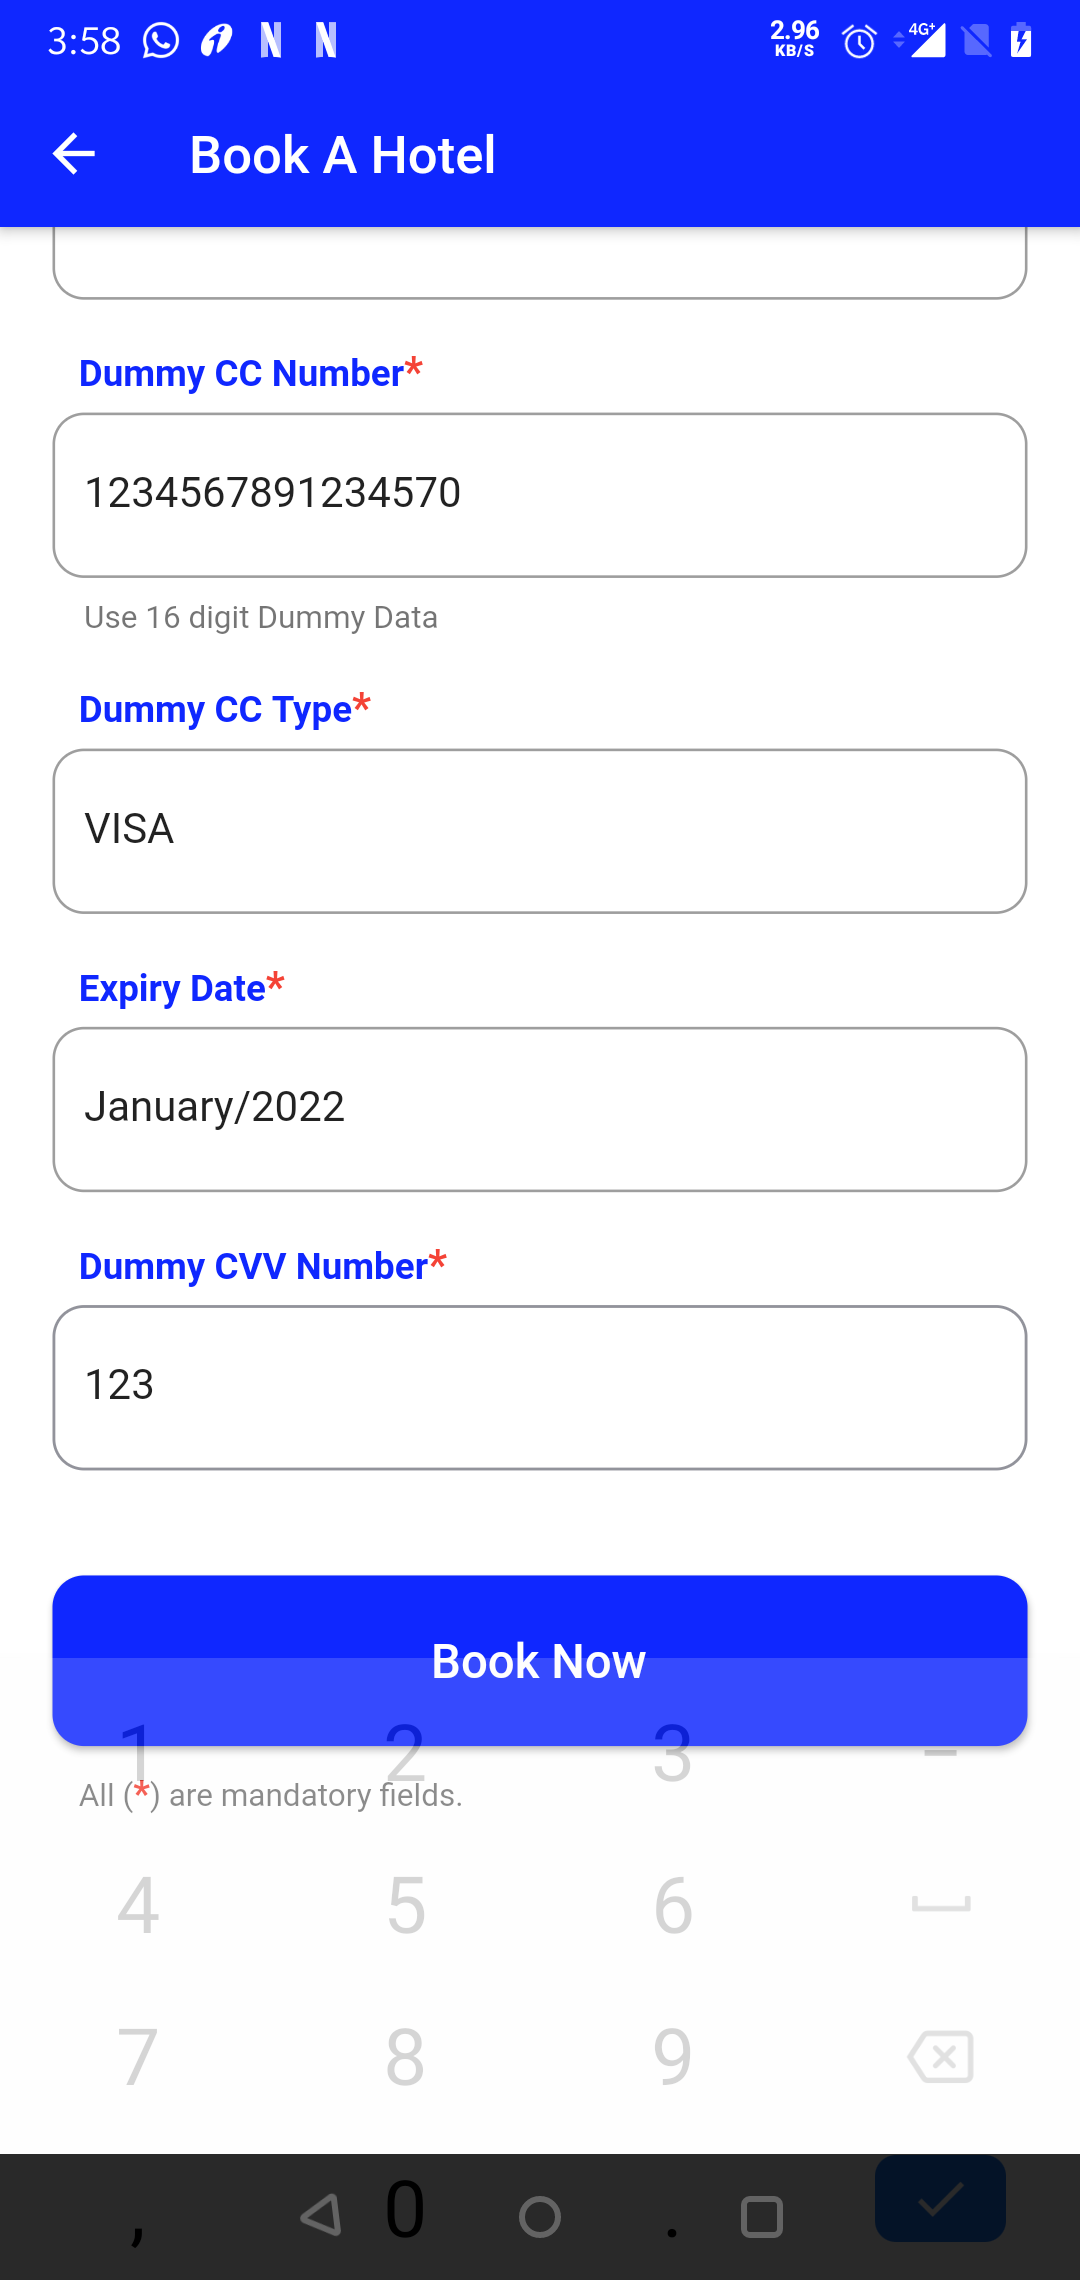 3:58
2.96
KB/S
4G+
Book A Hotel
Dummy CC Number*
1234567891234570
Use 16 digit Dummy Data
Dummy CC Type*
VISA
Expiry Date*
January/2022
Dummy CVV Number*
123
Book Now
1 2 3 –
All (*) are mandatory fields.
4 5 6
7 8 9
, 0 .